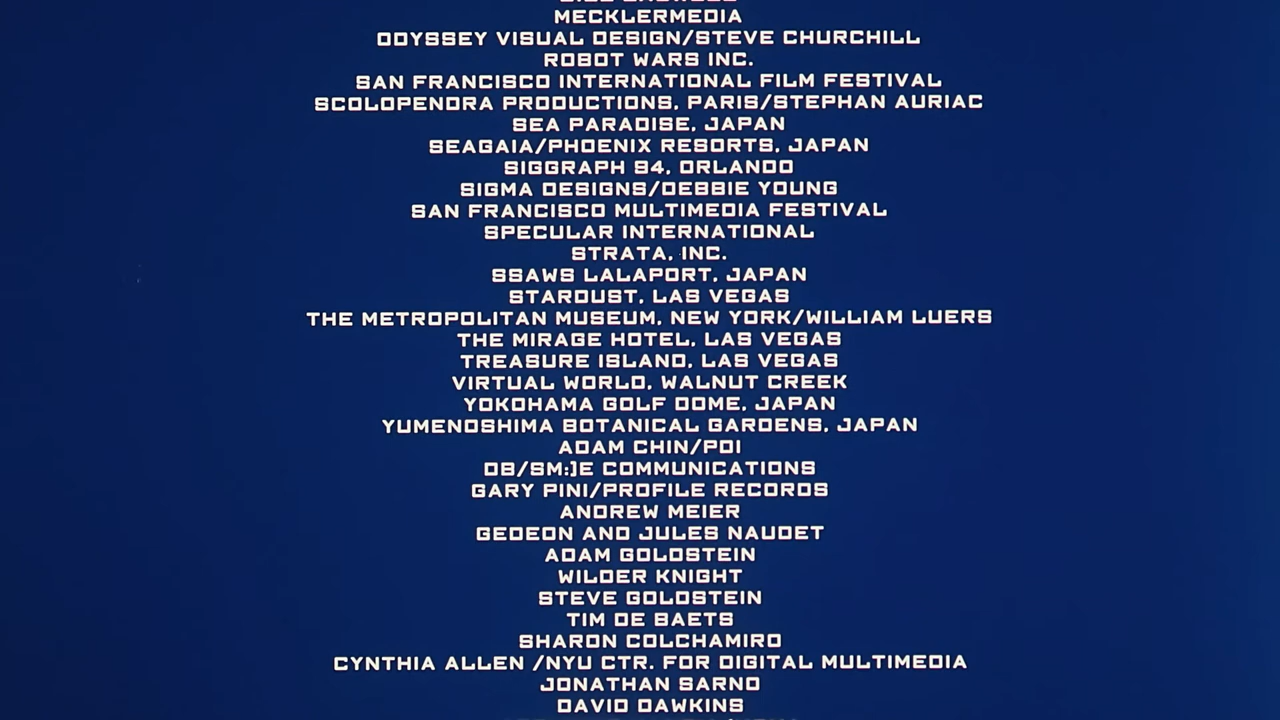 MECKLERMEDIA
ODYSSEY VISUAL DESIGN/STEVE CHURCHILL
ROBOT WARS INC.
SAN FRANCISCO INTERNATIONAL FILM FESTIVAL
SCOLOPENDRA PRODUCTIONS, PARIS/STEPHAN AURIAC
SEA PARADISE, JAPAN
SEAGAIA/PHOENIX RESORTS, JAPAN
SIGGRAPH 94, ORLANDO
SIGMA DESIGNS/DEBBIE YOUNG
SAN FRANCISCO MULTIMEDIA FESTIVAL
SPECULAR INTERNATIONAL
STRATA, INC.
SSAWS LALAPORT, JAPAN
STARDUST, LAS VEGAS
THE METROPOLITAN MUSEUM, NEW YORK/WILLIAM LUERS
THE MIRAGE HOTEL, LAS VEGAS
TREASURE ISLAND, LAS VEGAS
VIRTUAL WORLD, WALNUT CREEK
YOKOHAMA GOLF DOME, JAPAN
YUMENOSHIMA BOTANICAL GARDENS, JAPAN
ADAM CHIN/PDI
DB/SM:)E COMMUNICATIONS
GARY PINI/PROFILE RECORDS
ANDREW MEIER
GEDEON AND JULES NAUDET
ADAM GOLDSTEIN
WILDER KNIGHT
STEVE GOLDSTEIN
TIM DE BAETS
SHARON COLCHAMIRO
CYNTHIA ALLEN /NYU CTR. FOR DIGITAL MULTIMEDIA
JONATHAN SARNO
DAVID DAWKINS